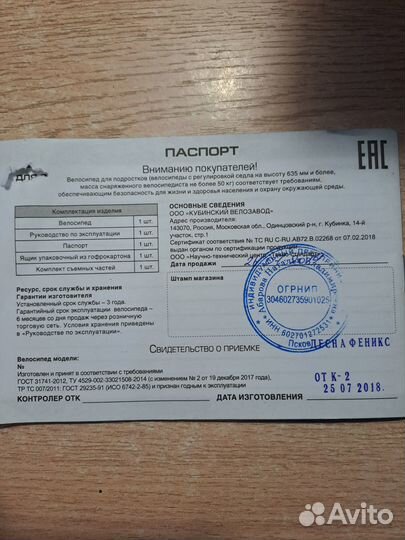 ПАСПОРТ
ЕАС
Вниманию покупателей!
Велосипед для подростков (велосипеды с регулировкой седла на высоту 635 мм и более,
масса снаряженного велосипедиста не более 50 кг) соответствует требованиям,
обеспечивающим безопасность для жизни и здоровья населения и охрану окружающей среды.
Комплектация изделия
Велосипед 1 шт.
Руководство по эксплуатации 1 шт.
Паспорт 1 шт.
Ящик упаковочный из гофрокартона 1 шт.
Комплект съемных частей 1 шт.
Ресурс, срок службы и хранения
Гарантии изготовителя
Установленный срок службы – 3 года.
Гарантийный срок эксплуатации велосипеда –
6 месяцев со дня продажи через розничную
торговую сеть. Условия хранения приведены
в «Руководстве по эксплуатации».
ОСНОВНЫЕ СВЕДЕНИЯ
ООО «КУБИНСКИЙ ВЕЛОЗАВОД»
Адрес производителя:
143070, Россия, Московская обл., Одинцовский р-н, г. Кубинка, 14-й
участок, стр.1
Сертификат соответствия № TC RU C-RU.АВ72.В.02268 от 07.02.2018
выдан органом по сертификации продукции
ООО «Научно-технический центр
Дата продажи
Штамп магазина
ОГРНИП
304602735901025
ИНН 602701272531
Псков
Свидетельство о приемке
ДЕСНА ФЕНИКС
Велосипед модели:
№
Изготовлен и принят в соответствии с требованиями
ГОСТ 31741-2012, ТУ 4529-002-33021508-2014 (с изменением № 2 от 19 декабря 2017 года),
ТР ТС 007/2011: ГОСТ 29235-91 (ИСО 6742-2-85) и признан годным к эксплуатации
ОТ К-2
25 07 2018.
КОНТРОЛЕР ОТК
ДАТА ИЗГОТОВЛЕНИЯ
Avito